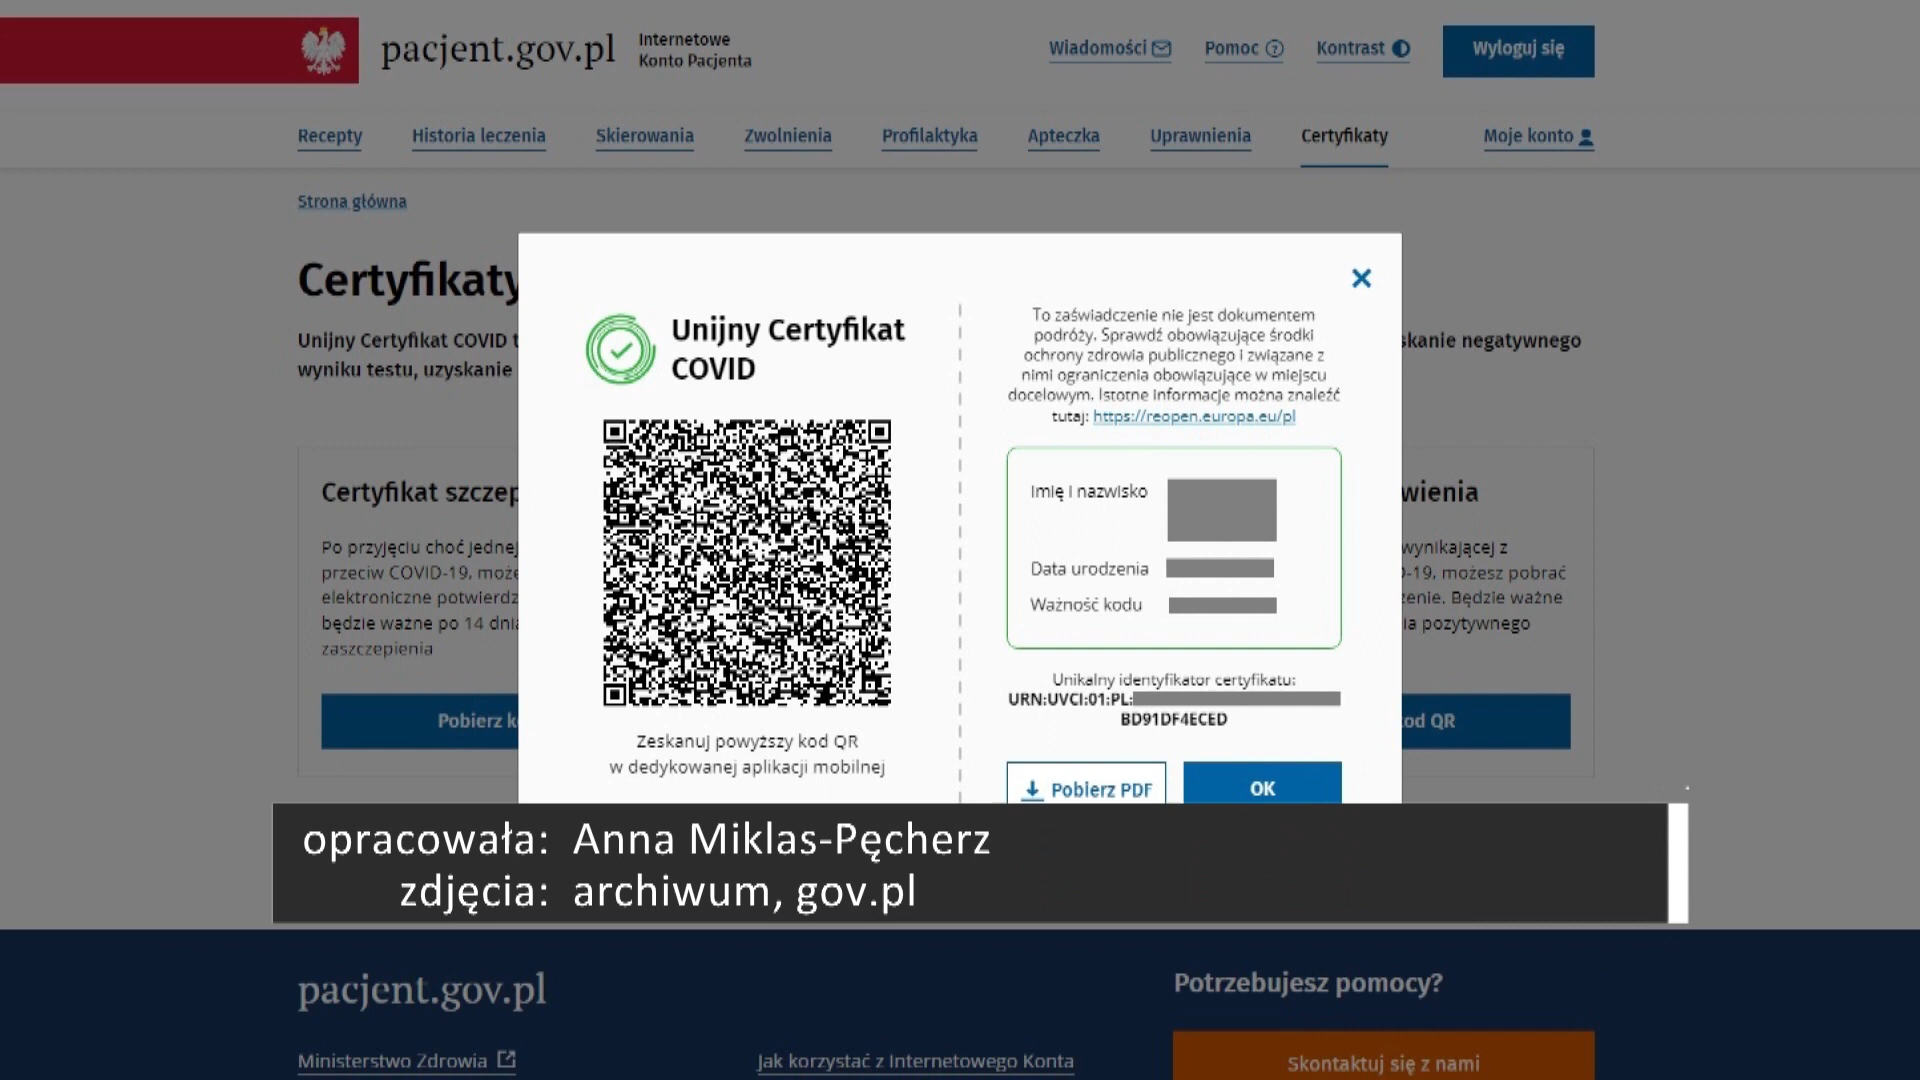 pacjent.gov.pl
Internetowe
Konto Pacjenta
Wiadomości
Pomoc
Kontrast
Wyloguj się
Recepty
Historia leczenia
Skierowania
Zwolnienia
Profilaktyka
Apteczka
Uprawnienia
Certyfikaty
Moje konto
Strona główna
Certyfikaty
Unijny Certyfikat COVID
skanie negatywnego
wyniku testu, uzyskanie
Certyfikat szczep
Po przyjęciu choć jednej
przeciw COVID-19, może
elektroniczne potwierdz
będzie ważne po 14 dnia
zaszczepienia
Pobierz k
Unijny Certyfikat
COVID
Zeskanuj powyższy kod QR
w dedykowanej aplikacji mobilnej
To zaświadczenie nie jest dokumentem
podróży. Sprawdź obowiązujące środki
ochrony zdrowia publicznego i związane z
nimi ograniczenia obowiązujące w miejscu
docelowym. Istotne informacje można znaleźć
tutaj: https://reopen.europa.eu/pl
Imię i nazwisko
Data urodzenia
Ważność kodu
Unikalny identyfikator certyfikatu:
URN:UVCI:01:PL:
BD91DF4ECED
Pobierz PDF
OK
wienia
wynikającej z
-19, możesz pobrać
zenie. Będzie ważne
ia pozytywnego
od QR
opracowała: Anna Miklas-Pęcherz
zdjęcia: archiwum, gov.pl
pacjent.gov.pl
Potrzebujesz pomocy?
Ministerstwo Zdrowia
Jak korzystać z Internetowego Konta
Skontaktuj się z nami